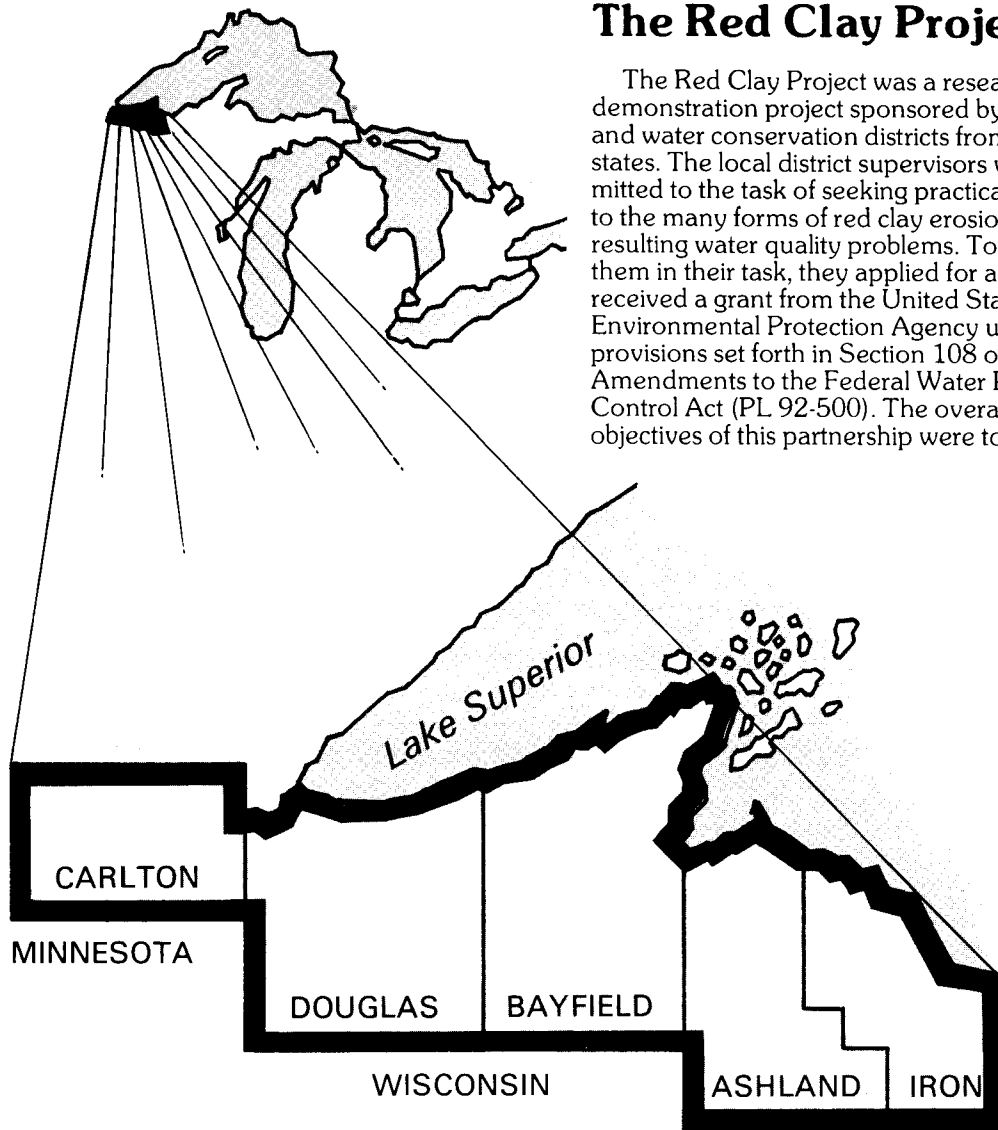 The Red Clay Proje
The Red Clay Project was a resea
demonstration project sponsored by
and water conservation districts from
states. The local district supervisors w
mitted to the task of seeking practica
to the many forms of red clay erosio
resulting water quality problems. To
them in their task, they applied for a
received a grant from the United Sta
Environmental Protection Agency u
provisions set forth in Section 108 o
Amendments to the Federal Water P
Control Act (PL 92-500). The overa
objectives of this partnership were to
Lake Superior
CARLTON
MINNESOTA
DOUGLAS
BAYFIELD
WISCONSIN
ASHLAND
IRON